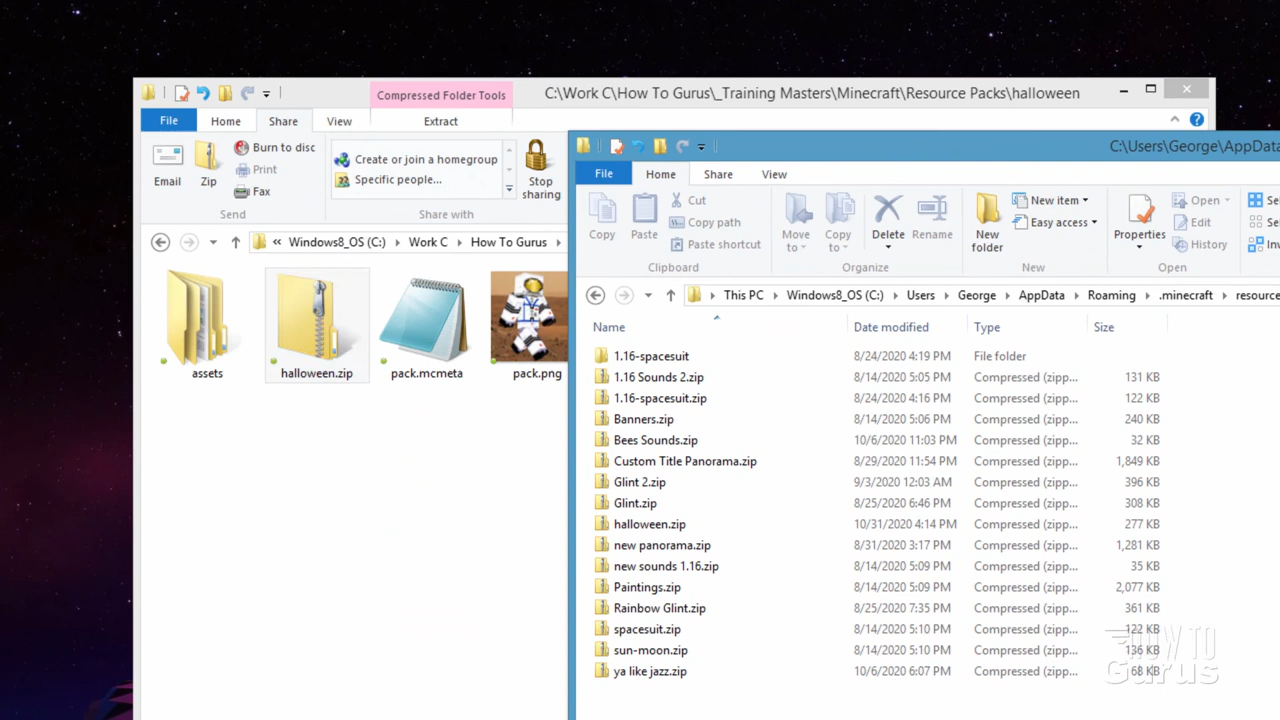 Compressed Folder Tools
C:\Work C\How To Gurus\_Training Masters\Minecraft\Resource Packs\halloween
File Home Share View Extract
Email
Zip
Burn to disc
Print
Fax
Send
Create or join a homegroup
Specific people...
Share with
Stop
sharing
« Windows8_OS (C:) Work C How To Gurus
assets
halloween.zip
pack.mcmeta
pack.png
C:\Users\George\AppData
File Home Share View
Copy
Paste
Cut
Copy path
Paste shortcut
Clipboard
Move
to
Copy
to
Delete
Rename
Organize
New
folder
New item
Easy access
New
Properties
Open
Edit
History
Open
Se
Se
Inv
This PC Windows8_OS (C:) Users George AppData Roaming .minecraft resource
Name Date modified Type Size
1.16-spacesuit 8/24/2020 4:19 PM File folder
1.16 Sounds 2.zip 8/14/2020 5:05 PM Compressed (zipp... 131 KB
1.16-spacesuit.zip 8/24/2020 4:16 PM Compressed (zipp... 122 KB
Banners.zip 8/14/2020 5:06 PM Compressed (zipp... 240 KB
Bees Sounds.zip 10/6/2020 11:03 PM Compressed (zipp... 32 KB
Custom Title Panorama.zip 8/29/2020 11:54 PM Compressed (zipp... 1,849 KB
Glint 2.zip 9/3/2020 12:03 AM Compressed (zipp... 396 KB
Glint.zip 8/25/2020 6:46 PM Compressed (zipp... 308 KB
halloween.zip 10/31/2020 4:14 PM Compressed (zipp... 277 KB
new panorama.zip 8/31/2020 3:17 PM Compressed (zipp... 1,281 KB
new sounds 1.16.zip 8/14/2020 5:09 PM Compressed (zipp... 35 KB
Paintings.zip 8/14/2020 5:09 PM Compressed (zipp... 2,077 KB
Rainbow Glint.zip 8/25/2020 7:35 PM Compressed (zipp... 361 KB
spacesuit.zip 8/14/2020 5:10 PM Compressed (zipp... 122 KB
sun-moon.zip 8/14/2020 5:10 PM Compressed (zipp... 136 KB
ya like jazz.zip 10/6/2020 6:07 PM Compressed (zipp... 68 KB
HOW TO
Gurus